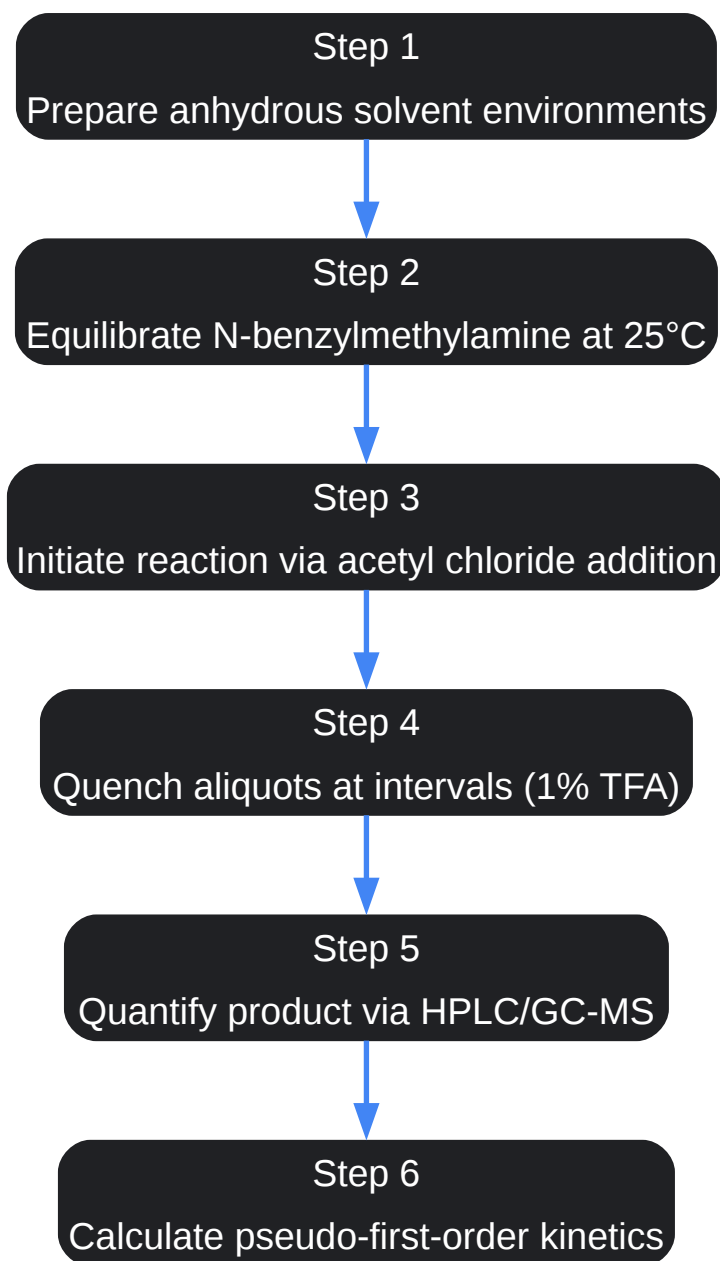 Step 1
Prepare anhydrous solvent environments
Step 2
Equilibrate N-benzylmethylamine at 25°C
Step 3
Initiate reaction via acetyl chloride addition
Step 4
Quench aliquots at intervals (1% TFA)
Step 5
Quantify product via HPLC/GC-MS
Step 6
Calculate pseudo-first-order kinetics